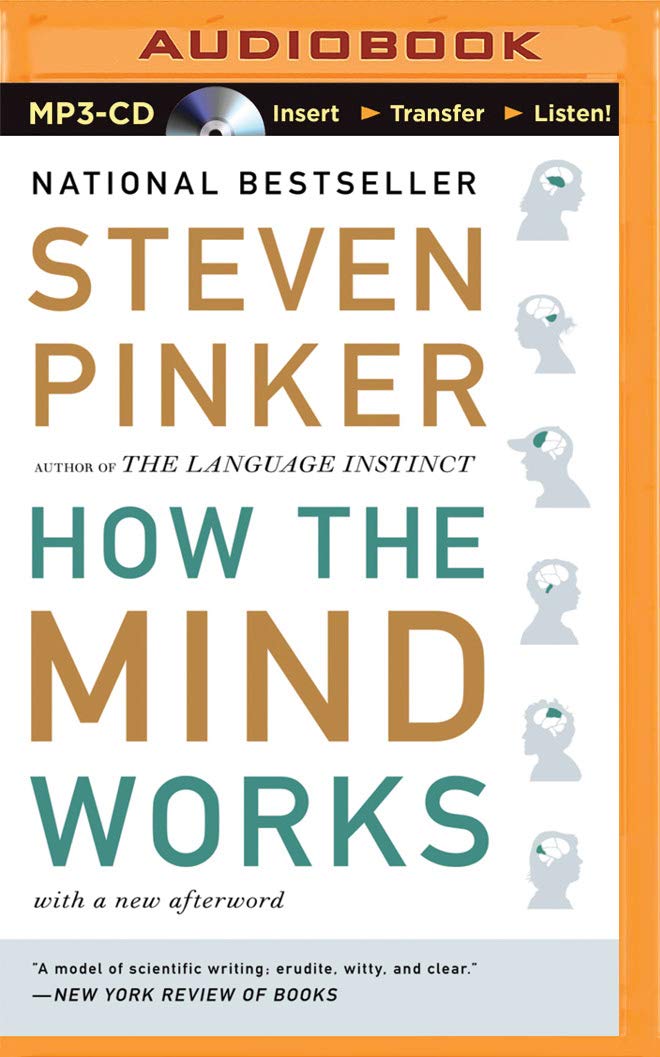 AUDIOBOOK
MP3-CD Insert ► Transfer ► Listen!
NATIONAL BESTSELLER
STEVEN
PINKER
AUTHOR OF THE LANGUAGE INSTINCT
HOW THE
MIND
WORKS
with a new afterword
"A model of scientific writing; erudite, witty, and clear."
—NEW YORK REVIEW OF BOOKS